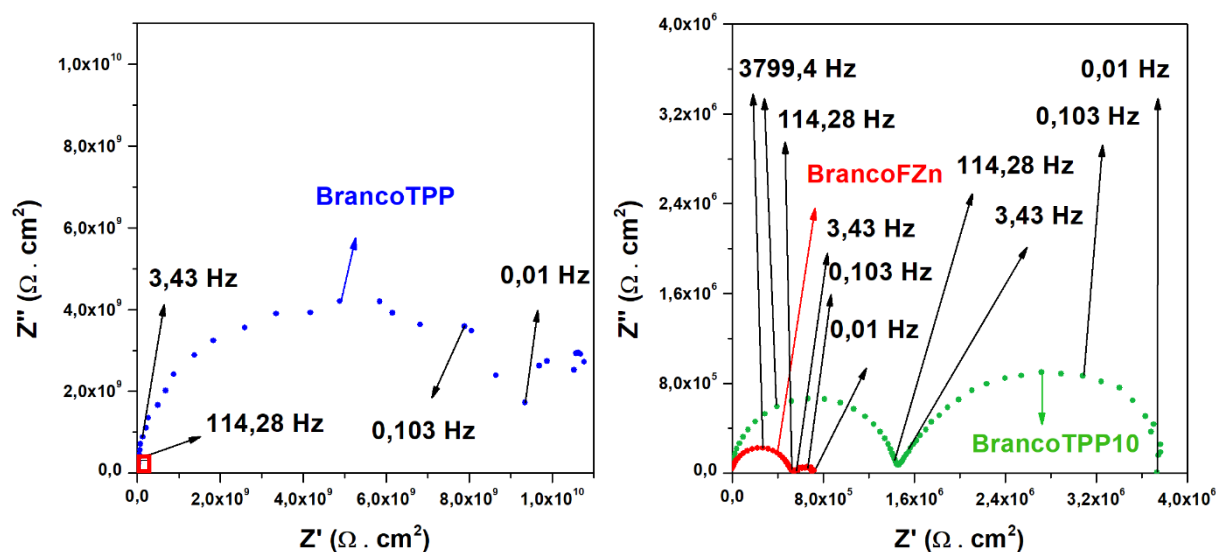 1,0x10¹⁰
8,0x10⁹
6,0x10⁹
4,0x10⁹
2,0x10⁹
0,0
Z'' (Ω . cm²)
BrancoTPP
3,43 Hz
0,01 Hz
114,28 Hz
0,103 Hz
0,0 2,0x10⁹ 4,0x10⁹ 6,0x10⁹ 8,0x10⁹ 1,0x10¹⁰
Z' (Ω . cm²)
4,0x10⁶
3,2x10⁶
2,4x10⁶
1,6x10⁶
8,0x10⁵
0,0
Z'' (Ω . cm²)
3799,4 Hz
0,01 Hz
114,28 Hz
0,103 Hz
BrancoFZn
114,28 Hz
3,43 Hz
3,43 Hz
0,103 Hz
0,01 Hz
BrancoTPP10
0,0 8,0x10⁵ 1,6x10⁶ 2,4x10⁶ 3,2x10⁶ 4,0x10⁶
Z' (Ω . cm²)